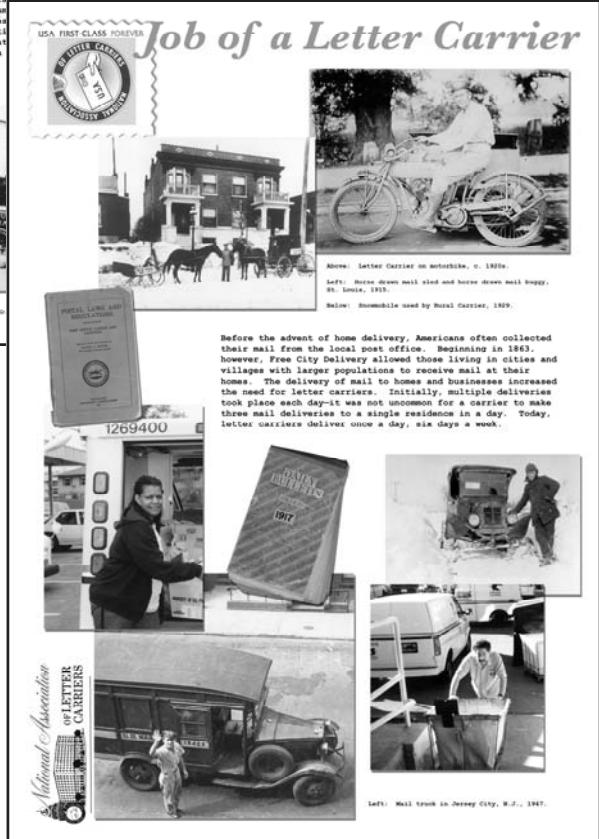 Job of a Letter Carrier
USA FIRST-CLASS FOREVER
NATIONAL ASSOCIATION
OF LETTER CARRIERS
USA
Above: Letter Carrier on motorbike, c. 1920s.
Left: Horse drawn mail sled and horse drawn mail buggy,
St. Louis, 1915.
Below: Snowmobile used by Rural Carrier, 1929.
POSTAL LAWS AND
REGULATIONS
Before the advent of home delivery, Americans often collected
their mail from the local post office. Beginning in 1863,
however, Free City Delivery allowed those living in cities and
villages with larger populations to receive mail at their
homes. The delivery of mail to homes and businesses increased
the need for letter carriers. Initially, multiple deliveries
took place each day—it was not uncommon for a carrier to make
three mail deliveries to a single residence in a day. Today,
letter carriers deliver once a day, six days a week.
1269400
DAILY
BULLETINS
1917
National Association
OF LETTER
CARRIERS
Left: Mail truck in Jersey City, N.J., 1947.